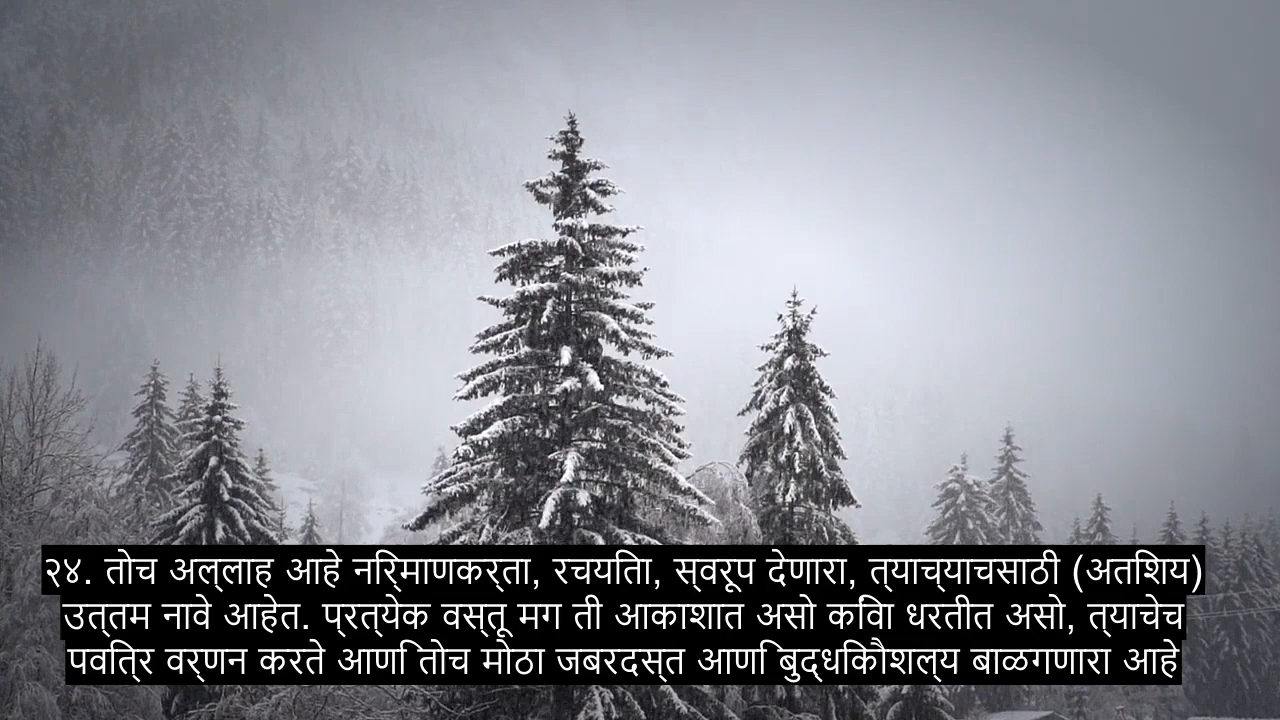 २४. तोच अल्लाह आहे निर्माणकर्ता, रचयिता, स्वरूप देणारा, त्याच्याचसाठी (अतिशय)
उत्तम नावे आहेत. प्रत्येक वस्तू मग ती आकाशात असो किंवा धरतीत असो, त्याचेच
पवित्र वर्णन करते आणि तोच मोठा जबरदस्त आणि बुद्धिकौशल्य बाळगणारा आहे